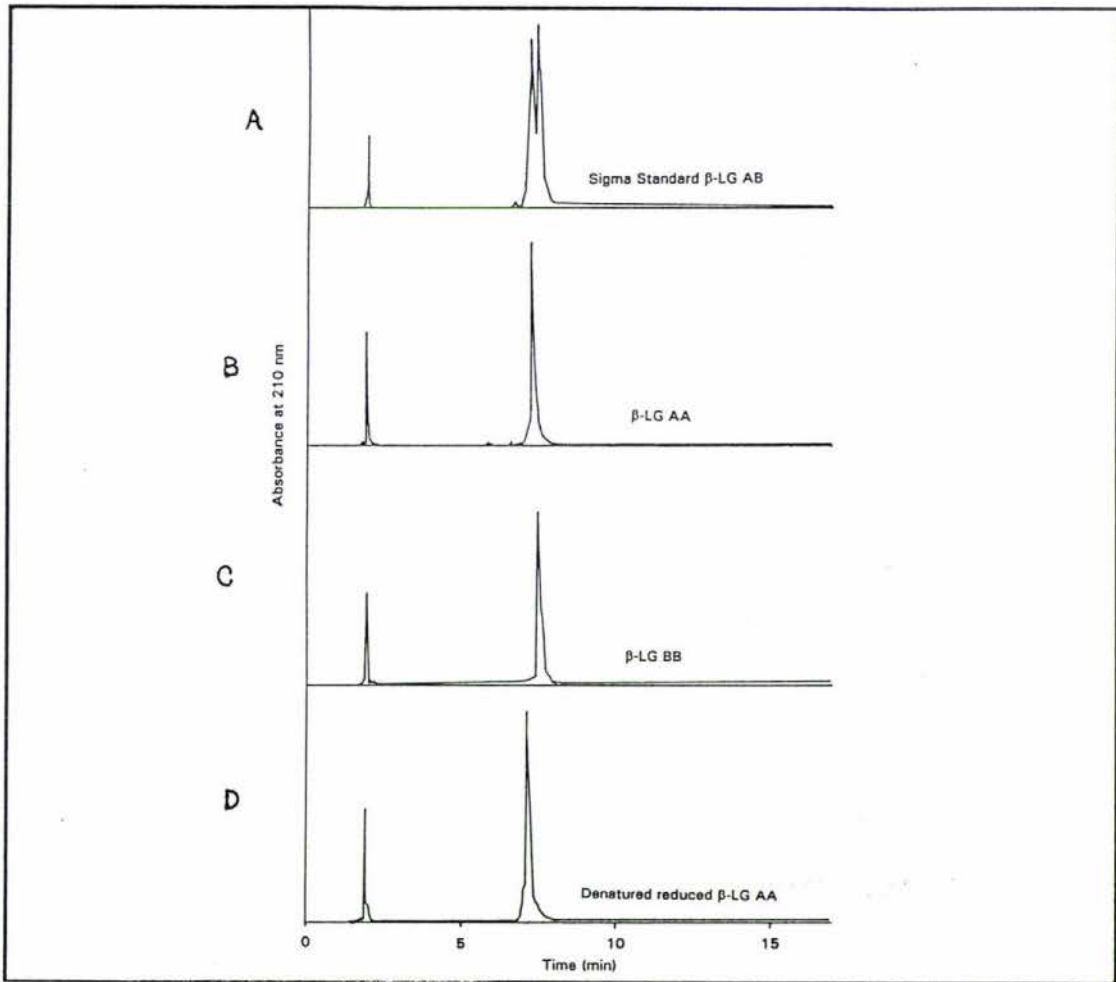 A
Sigma Standard β-LG AB
B
β-LG AA
Absorbance at 210 nm
C
β-LG BB
D
Denatured reduced β-LG AA
0
5
10
15
Time (min)